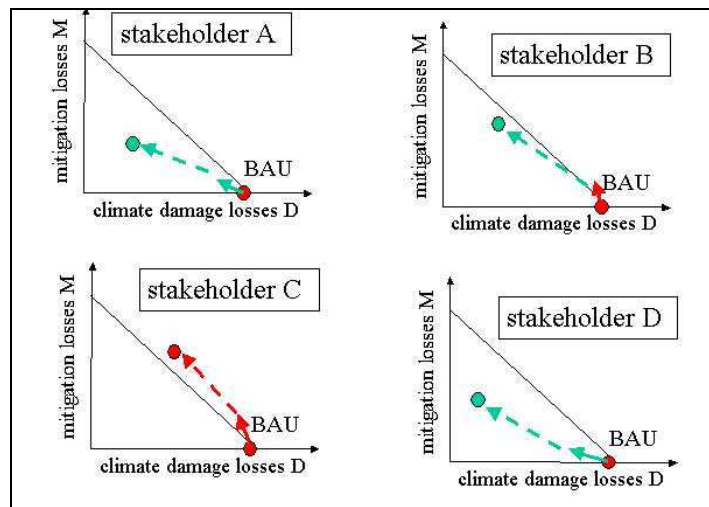 stakeholder A
mitigation losses M
BAU
climate damage losses D
stakeholder B
mitigation losses M
BAU
climate damage losses D
stakeholder C
mitigation losses M
BAU
climate damage losses D
stakeholder D
mitigation losses M
BAU
climate damage losses D